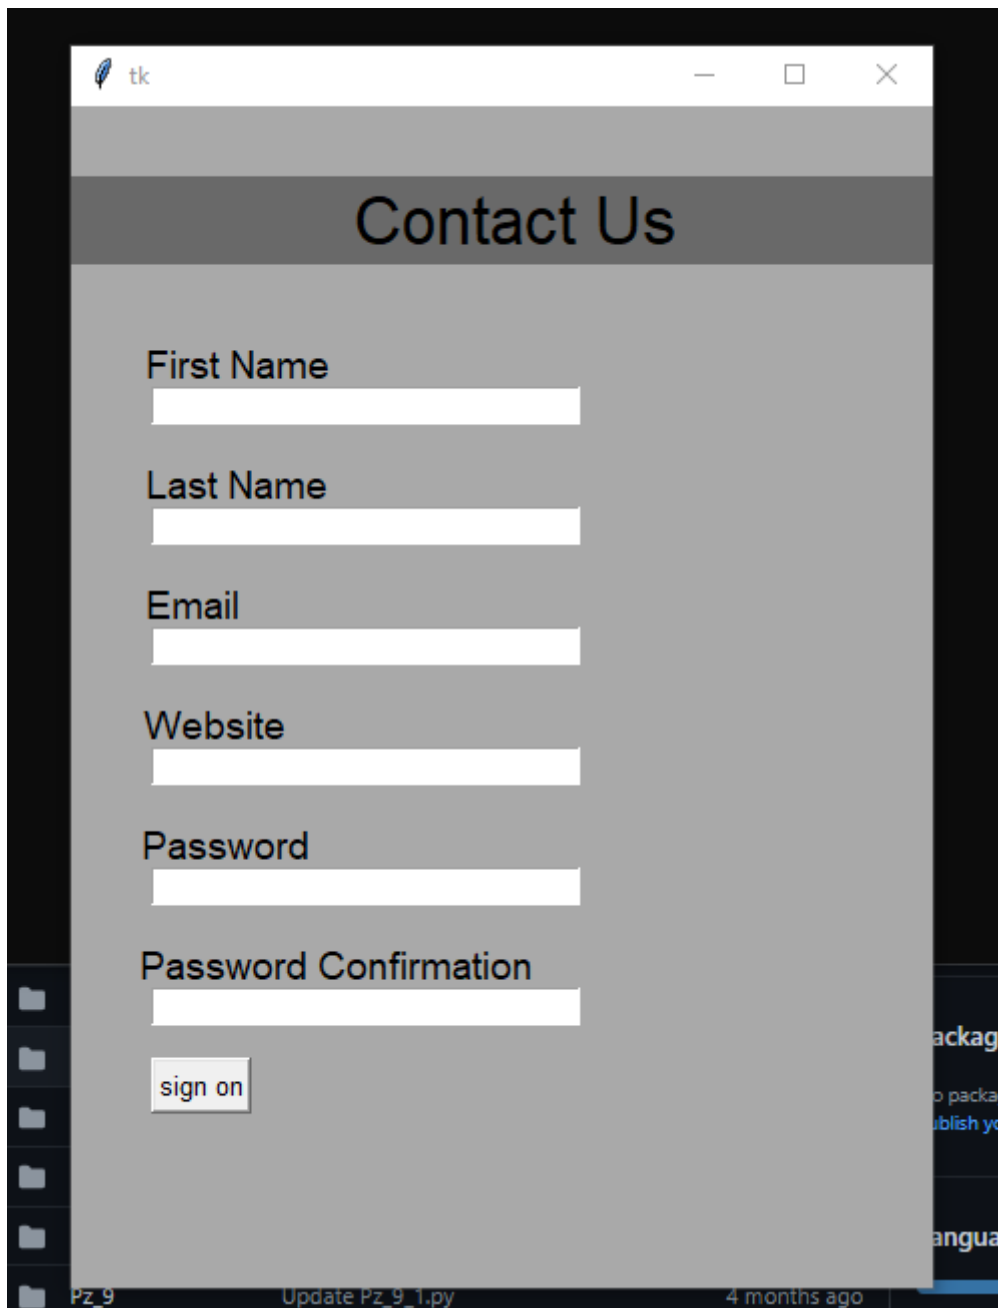 tk
Contact Us
First Name
Last Name
Email
Website
Password
Password Confirmation
sign on
Pz_9 Update Pz_9_1.py 4 months ago